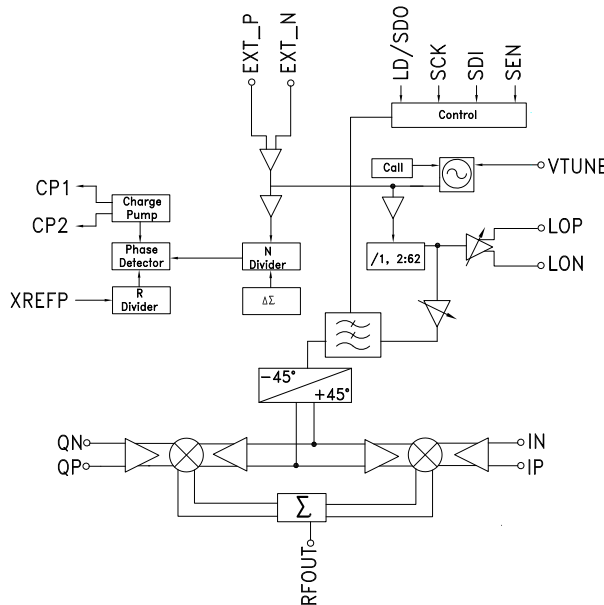 EXT_P
EXT_N
LD/SDO
SCK
SDI
SEN
Control
Call
VTUNE
CP1
CP2
Charge
Pump
Phase
Detector
N
Divider
/1, 2:62
LOP
LON
XREFP
R
Divider
ΔΣ
-45°
+45°
QN
QP
IN
IP
Σ
RFOUT